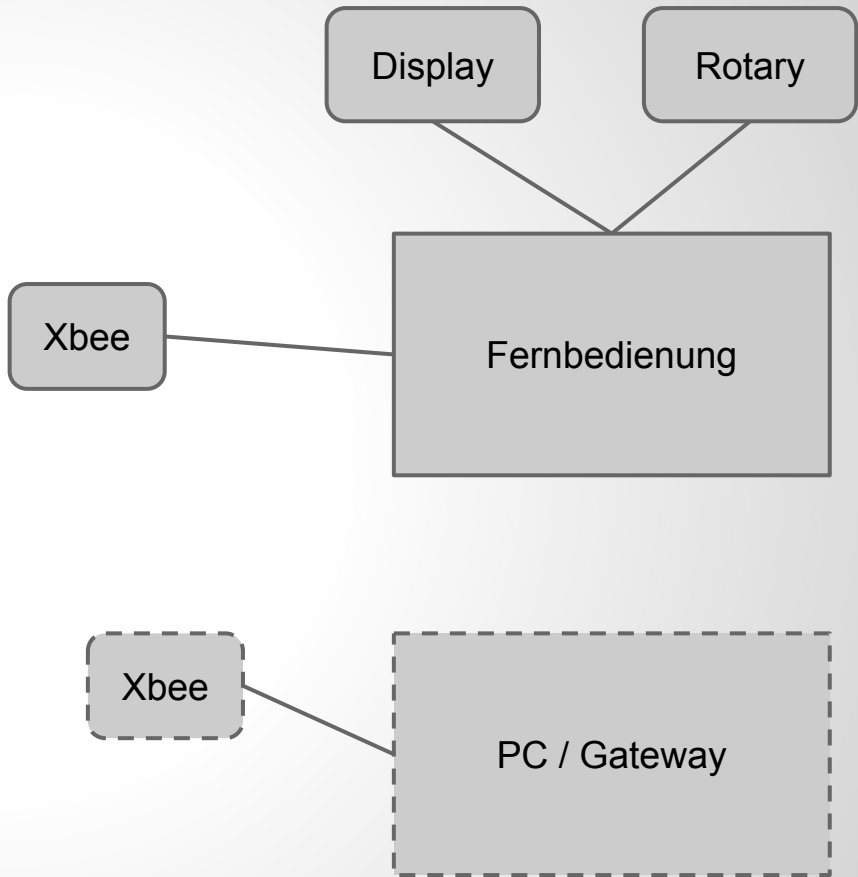 Display
Rotary
Xbee
Fernbedienung
Xbee
PC / Gateway